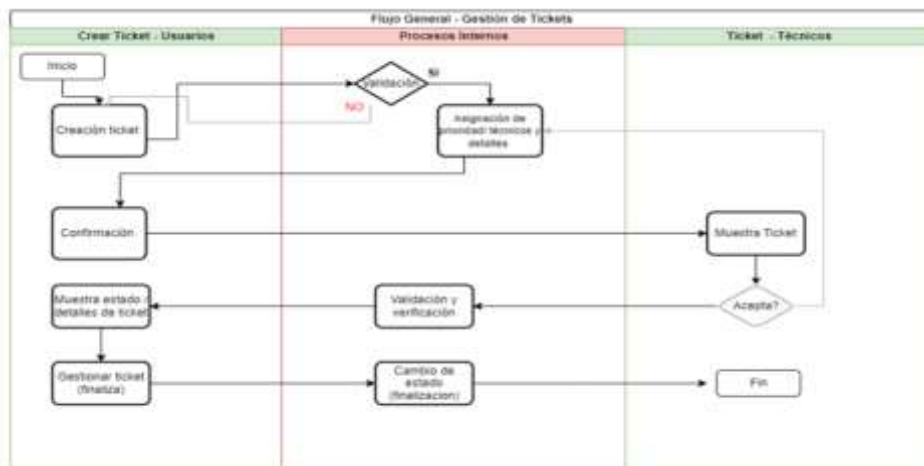 Flujo General - Gestión de Tickets
Crear Ticket - Usuarios
Procesos Internos
Ticket - Técnicos
Inicio
Validación
SI
NO
Creación ticket
Asignación de
prioridad/ técnicos y
detalles
Confirmación
Muestra Ticket
Muestra estado /
detalles de ticket
Validación y
verificación
Acepta?
Gestionar ticket
(finaliza)
Cambio de
estado
(finalizacion)
Fin